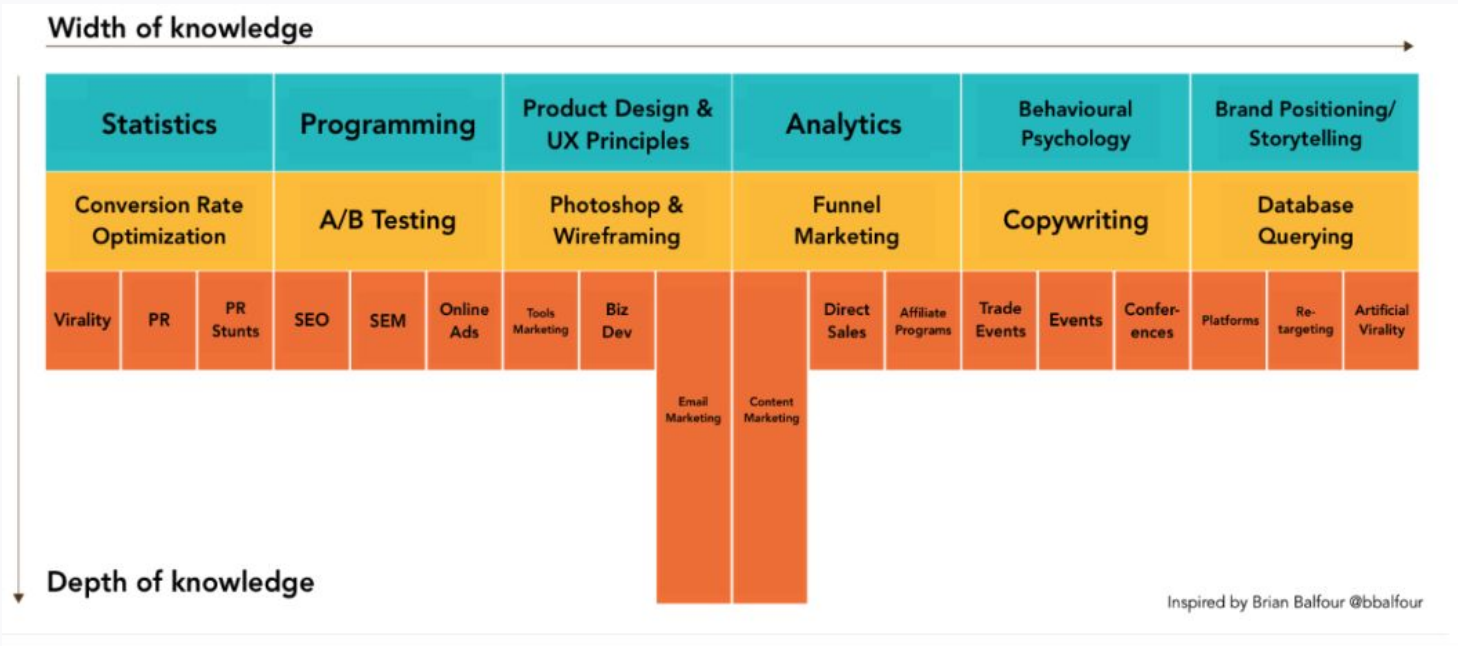 Width of knowledge
Statistics
Programming
Product Design &
UX Principles
Analytics
Behavioural
Psychology
Brand Positioning/
Storytelling
Conversion Rate
Optimization
A/B Testing
Photoshop &
Wireframing
Funnel
Marketing
Copywriting
Database
Querying
Virality
PR
PR
Stunts
SEO
SEM
Online
Ads
Tools
Marketing
Biz
Dev
Email
Marketing
Content
Marketing
Direct
Sales
Affiliate
Programs
Trade
Events
Events
Confer-
ences
Platforms
Re-
targeting
Artificial
Virality
Depth of knowledge
Inspired by Brian Balfour @bbalfour